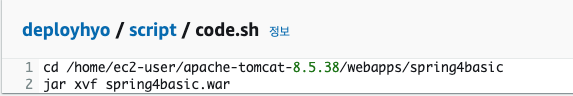 deployhyo / script / code.sh 정보
1 cd /home/ec2-user/apache-tomcat-8.5.38/webapps/spring4basic
2 jar xvf spring4basic.war